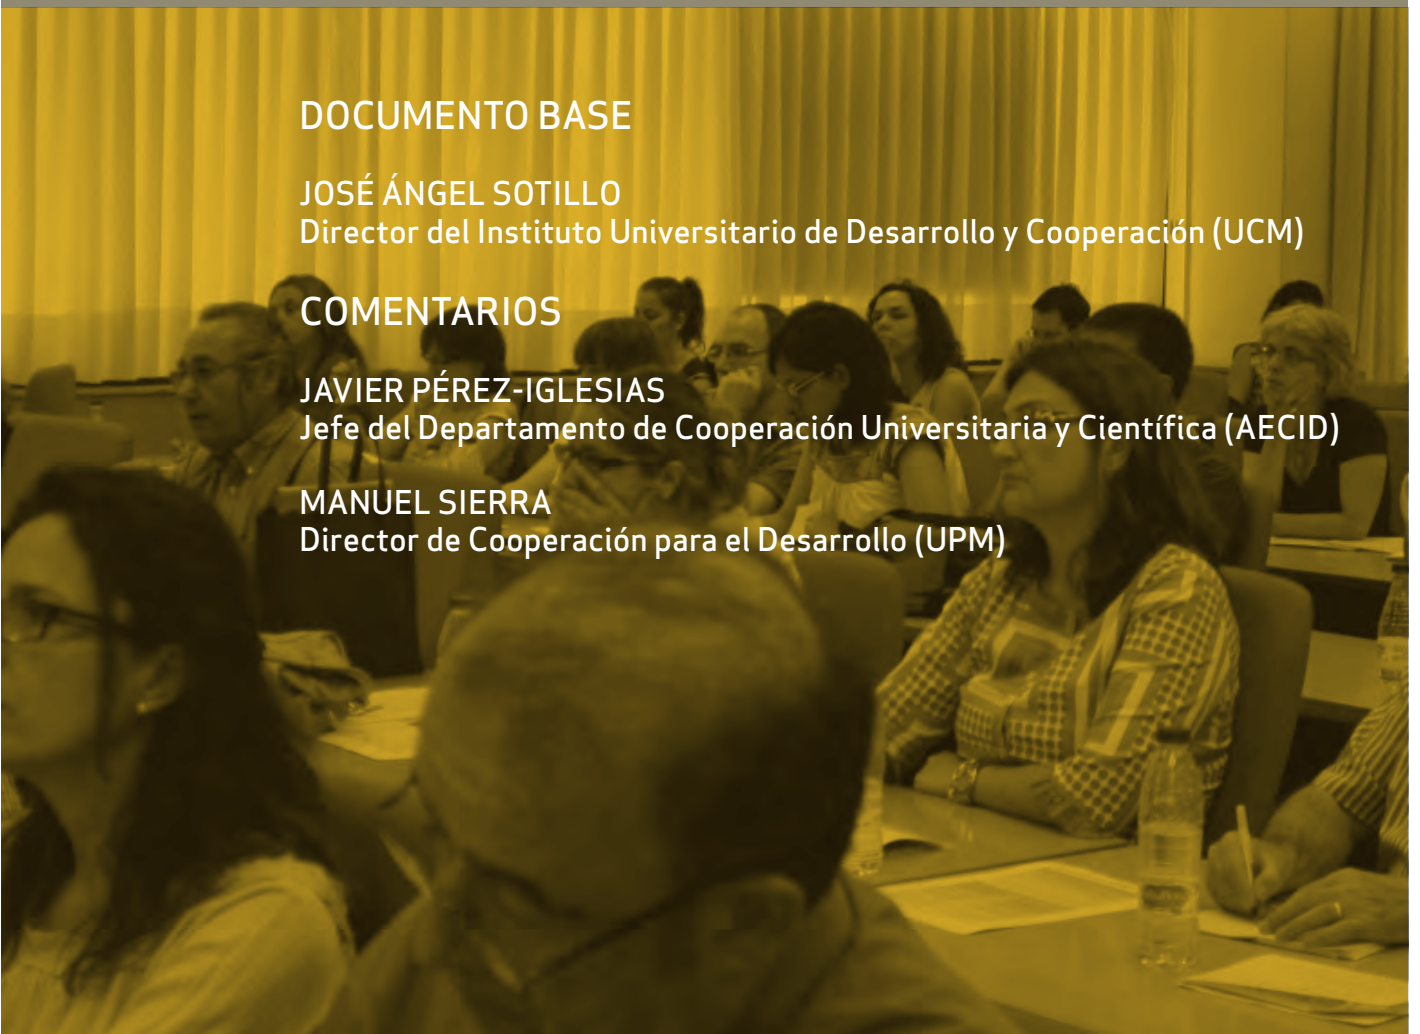 DOCUMENTO BASE
JOSÉ ÁNGEL SOTILLO
Director del Instituto Universitario de Desarrollo y Cooperación (UCM)
COMENTARIOS
JAVIER PÉREZ-IGLESIAS
Jefe del Departamento de Cooperación Universitaria y Científica (AECID)
MANUEL SIERRA
Director de Cooperación para el Desarrollo (UPM)